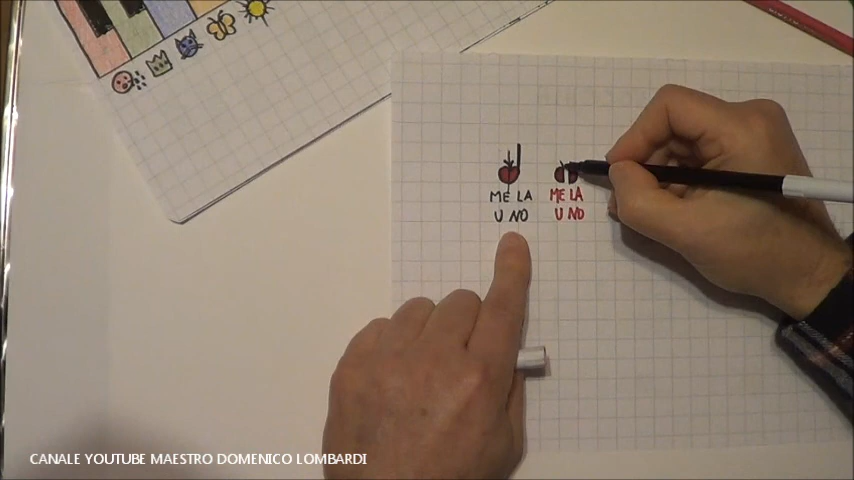 ME LA ME LA
U NO U NO
CANALE YOUTUBE MAESTRO DOMENICO LOMBARDI